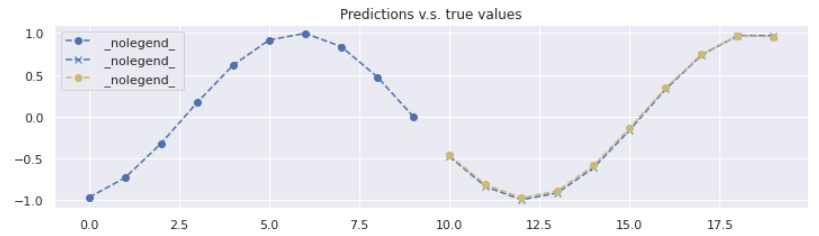 Predictions v.s. true values
_nolegend_
_nolegend_
_nolegend_
1.0
0.5
0.0
−0.5
−1.0
0.0 2.5 5.0 7.5 10.0 12.5 15.0 17.5